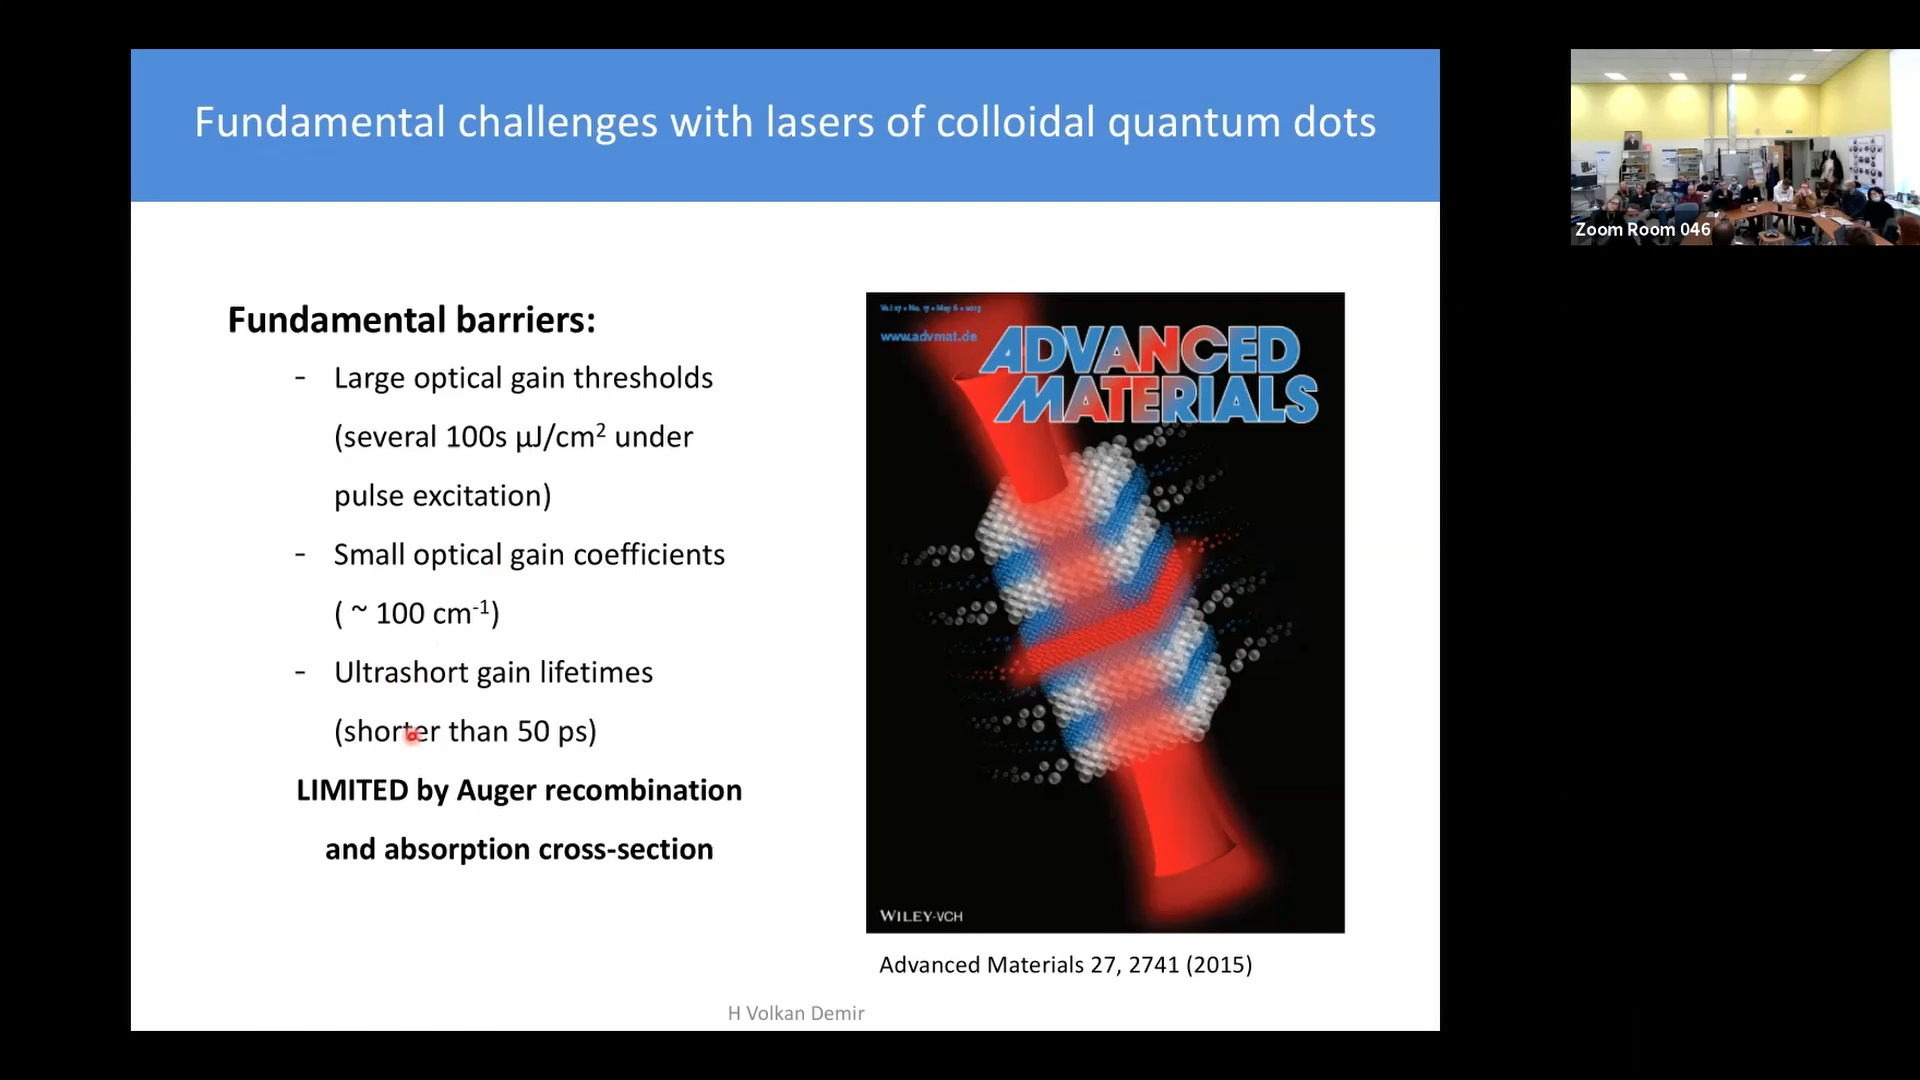 Fundamental challenges with lasers of colloidal quantum dots
Zoom Room 046
Fundamental barriers:
- Large optical gain thresholds
(several 100s µJ/cm² under
pulse excitation)
- Small optical gain coefficients
( ~ 100 cm⁻¹)
- Ultrashort gain lifetimes
(shorter than 50 ps)
LIMITED by Auger recombination
and absorption cross-section
www.advmat.de
ADVANCED
MATERIALS
WILEY-VCH
Advanced Materials 27, 2741 (2015)
H Volkan Demir